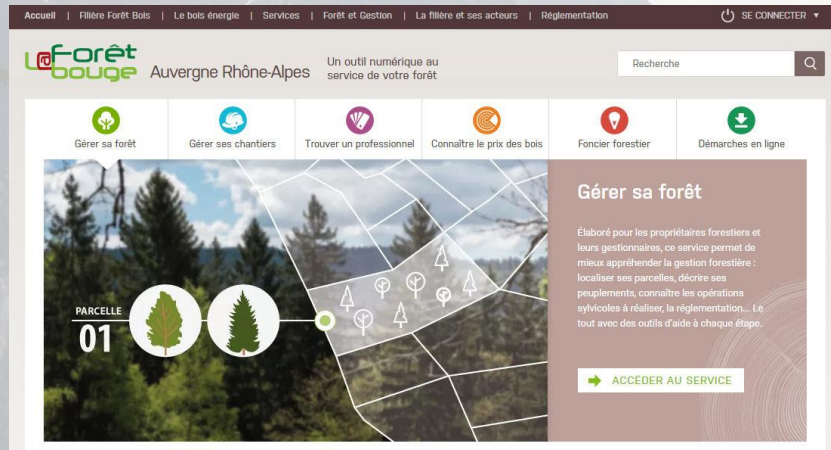 Accueil | Filière Forêt Bois | Le bois énergie | Services | Forêt et Gestion | La filière et ses acteurs | Réglementation
SE CONNECTER
L@Forêt
bouge
Auvergne Rhône-Alpes
Un outil numérique au
service de votre forêt
Recherche
Gérer sa forêt
Gérer ses chantiers
Trouver un professionnel
Connaître le prix des bois
Foncier forestier
Démarches en ligne
PARCELLE
01
Gérer sa forêt
Élaboré pour les propriétaires forestiers et
leurs gestionnaires, ce service permet de
mieux appréhender la gestion forestière :
localiser ses parcelles, décrire ses
peuplements, connaître les opérations
sylvicoles à réaliser, la réglementation... Le
tout avec des outils d'aide à chaque étape.
ACCÉDER AU SERVICE